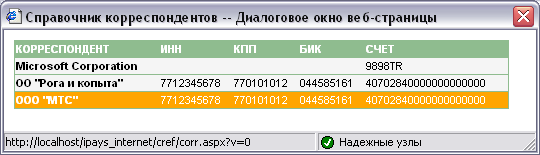 Справочник корреспондентов -- Диалоговое окно веб-страницы
КОРРЕСПОНДЕНТ ИНН КПП БИК СЧЕТ
Microsoft Corporation 9898TR
ОО "Рога и копыта" 7712345678 770101012 044585161 40702840000000000000
ООО "МТС" 7712345678 770101012 044585161 40702840000000000000
http://localhost/ipays_internet/cref/corr.aspx?v=0 Надежные узлы